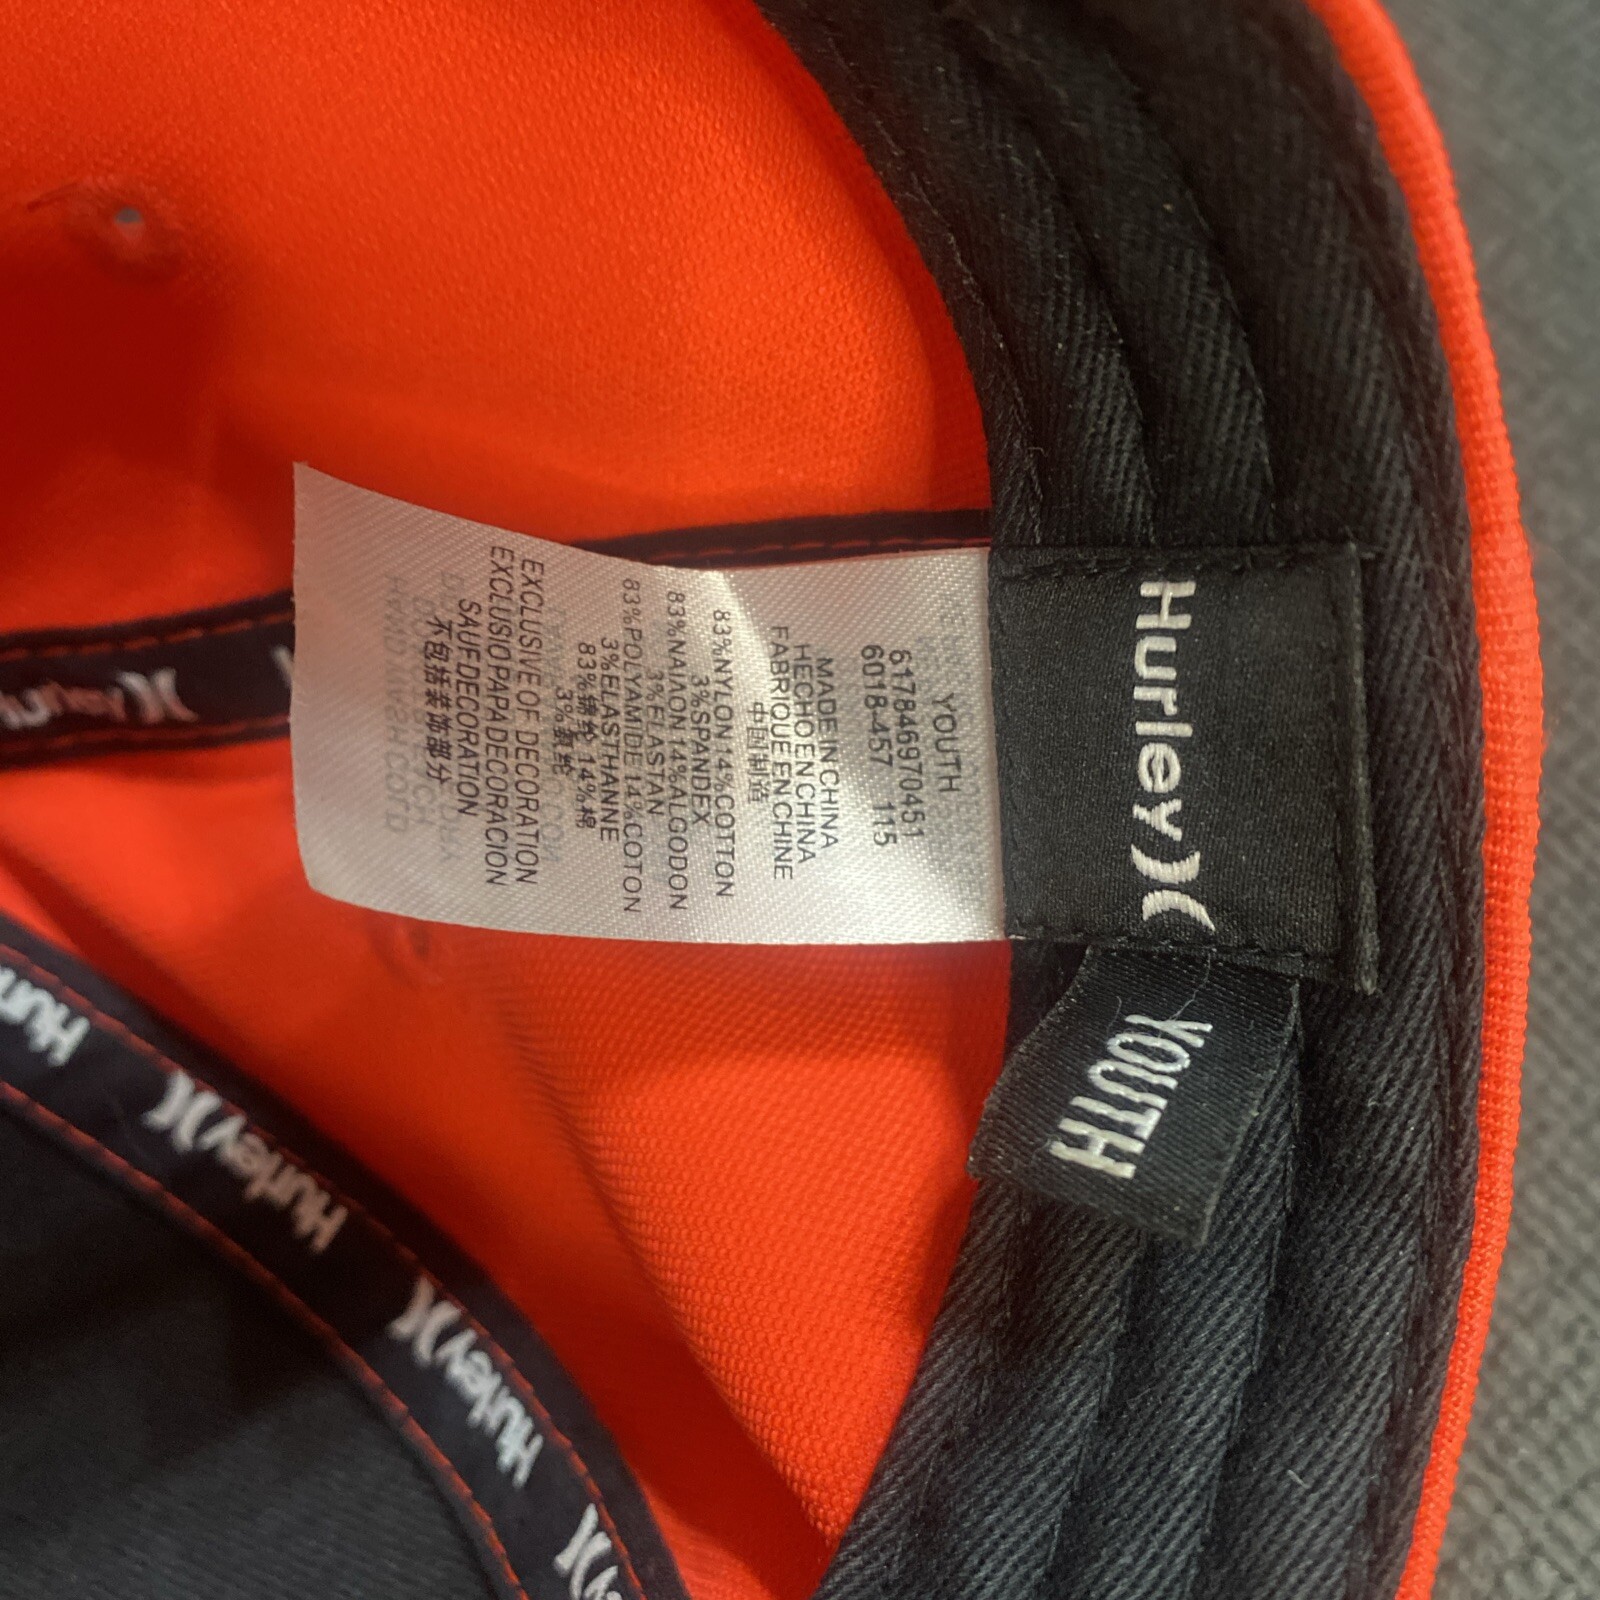 Hurley
YOUTH
YOUTH
617846970451
6018-457 115
MADE IN CHINA
HECHO EN CHINA
FABRIQUE EN CHINE
中国制造
83%NYLON 14%COTTON
3%SPANDEX
83%NAIAON 14%ALGODON
3%ELASTAN
83%POLYAMIDE 14%COTON
3%ELASTHANNE
83%锦纶 14%棉
3%氨纶
EXCLUSIVE OF DECORATION
EXCLUSIOPAPA DECORACION
SAUF DECORATION
不包括装饰部分
Hurley
Hurley
Hurley